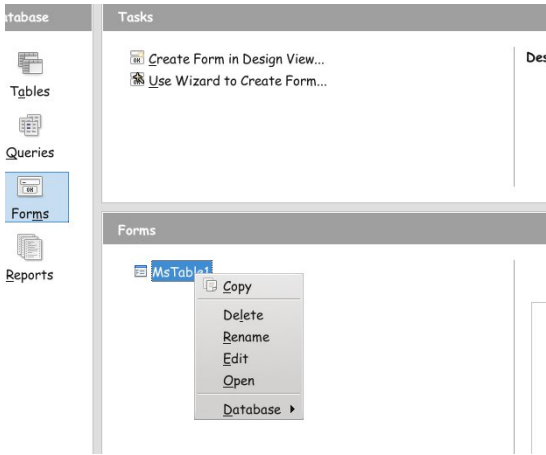 atabase
Tables
Queries
Forms
Reports
Tasks
Create Form in Design View...
Use Wizard to Create Form...
Des
Forms
MsTable1
Copy
Delete
Rename
Edit
Open
Database